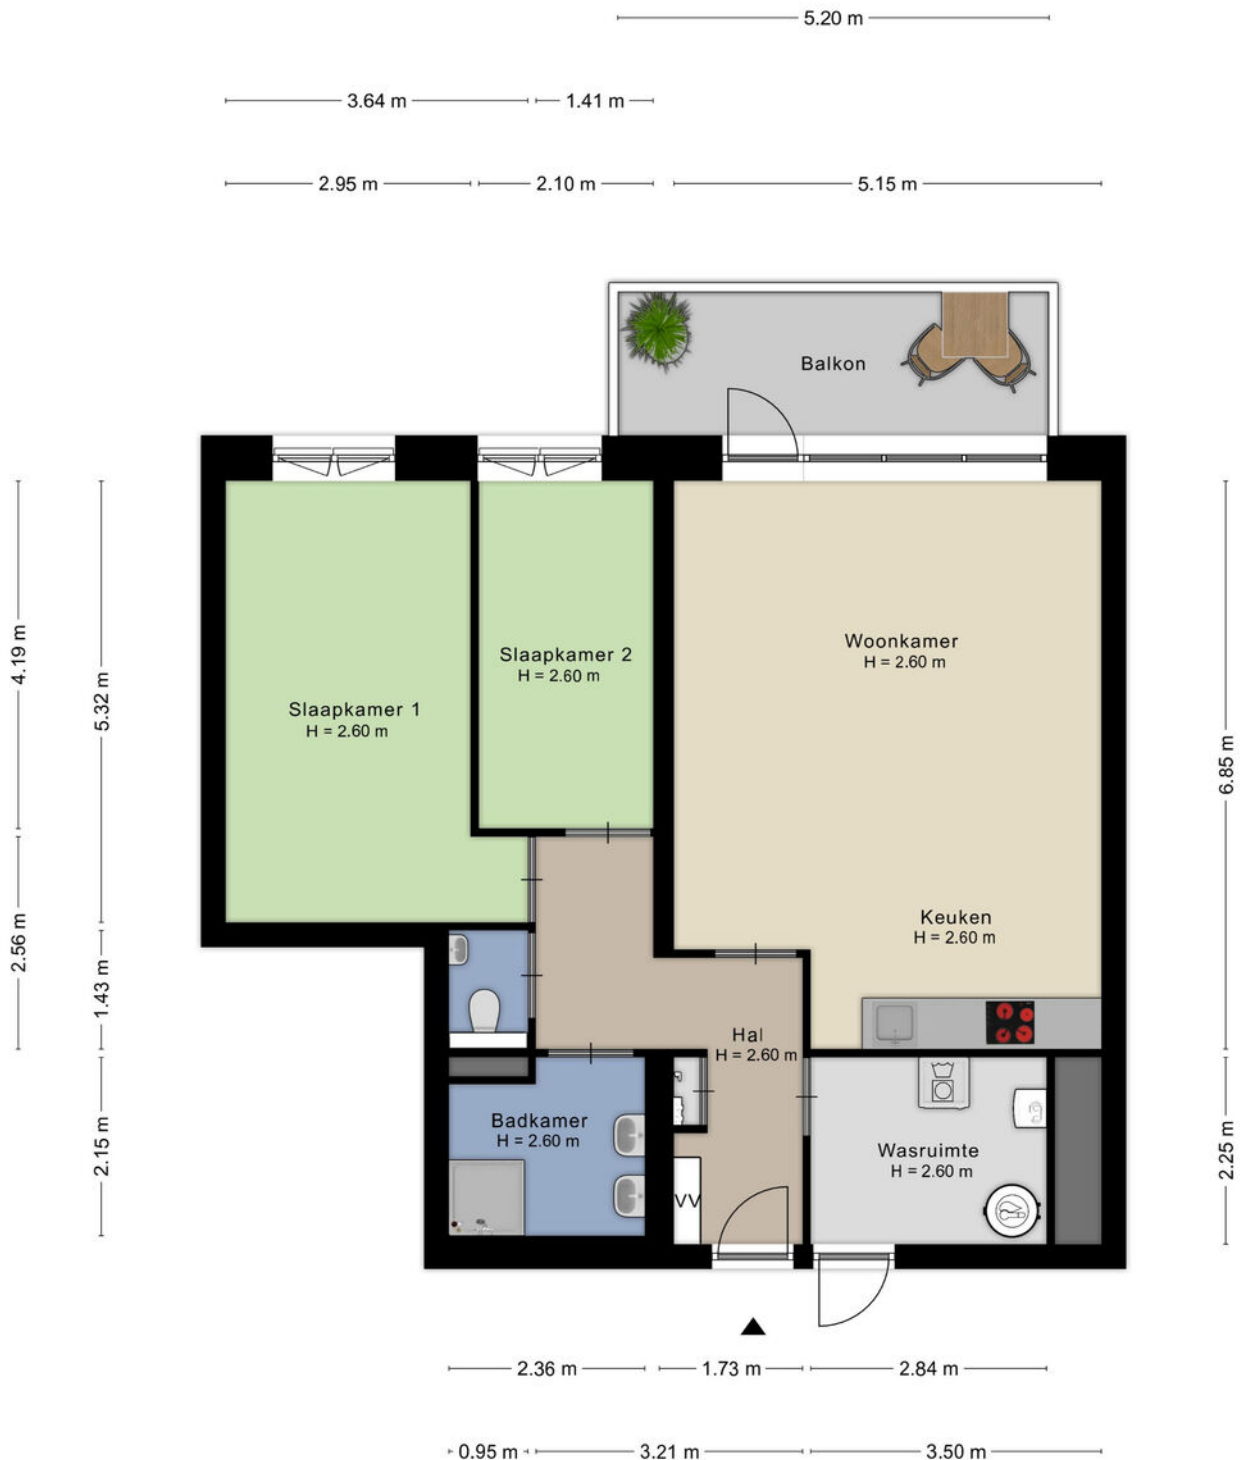 5.20 m
3.64 m
1.41 m
2.95 m
2.10 m
5.15 m
Balkon
4.19 m
5.32 m
Slaapkamer 1
H = 2.60 m
Slaapkamer 2
H = 2.60 m
Woonkamer
H = 2.60 m
6.85 m
Keuken
H = 2.60 m
2.56 m
1.43 m
Hal
H = 2.60 m
2.15 m
Badkamer
H = 2.60 m
Wasruimte
H = 2.60 m
2.25 m
2.36 m
1.73 m
2.84 m
0.95 m
3.21 m
3.50 m